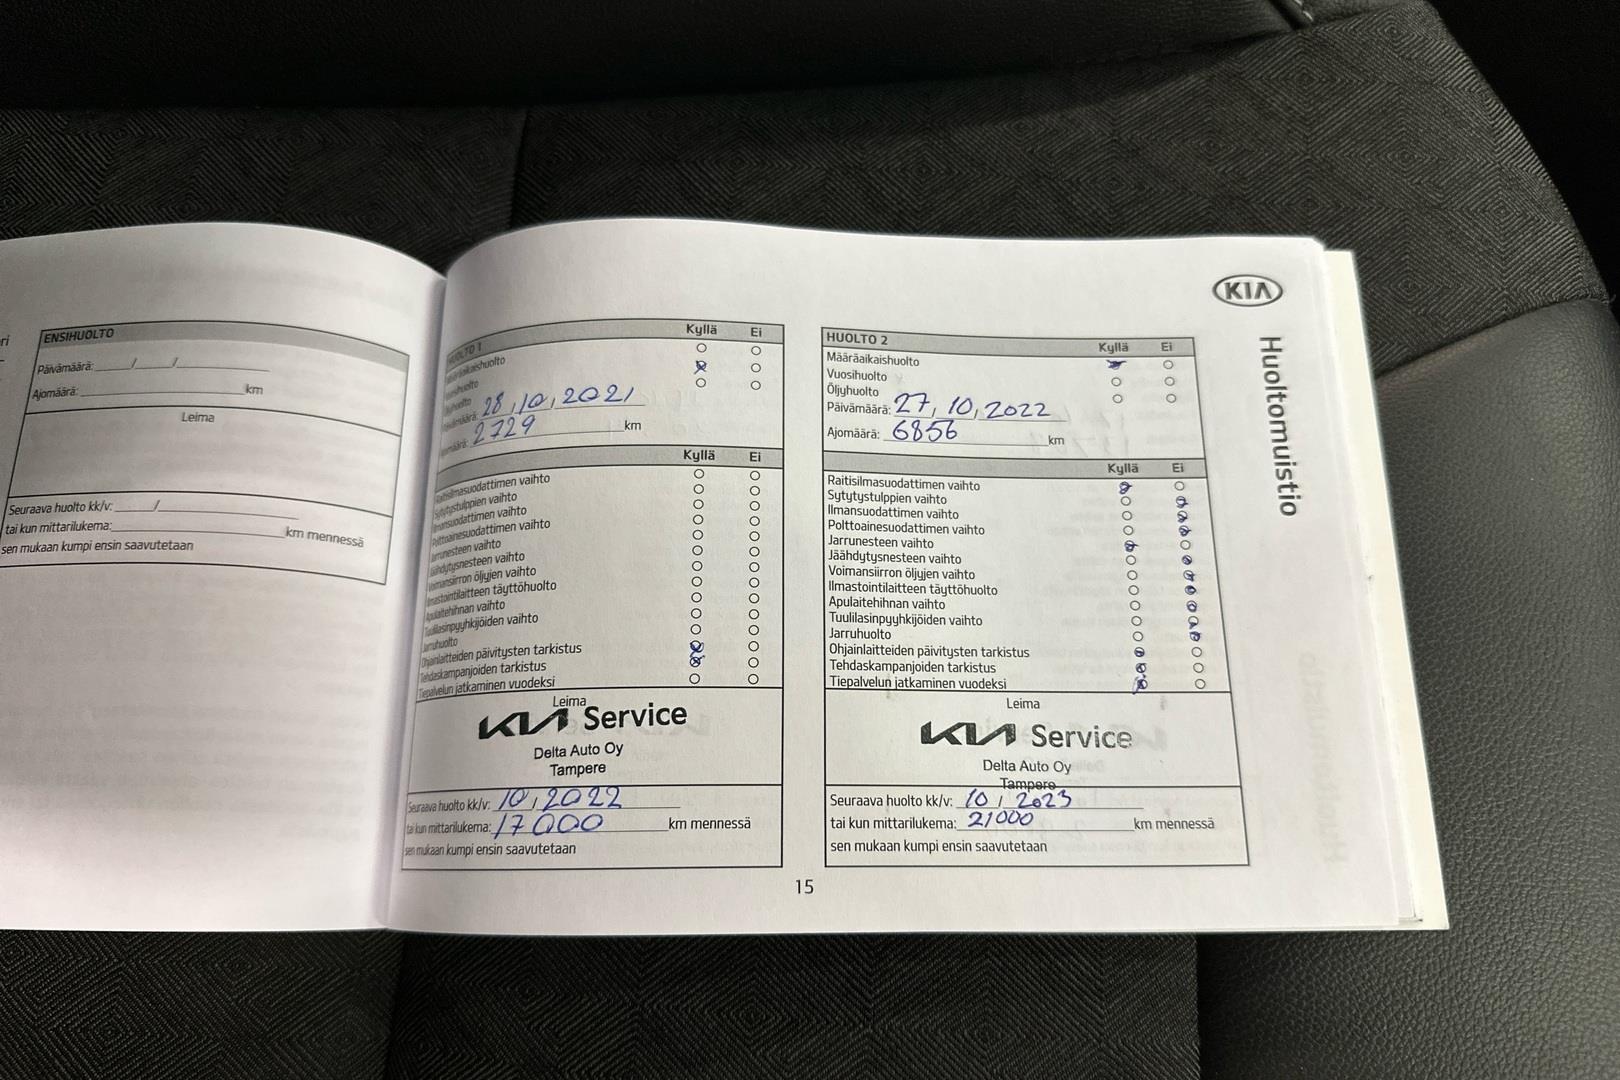 ri
ENSIHUOLTO
Päivämäärä: ____/____/____
Ajomäärä: ____ km
Leima
Seuraava huolto kk/v: ____/____
tai kun mittarilukema: ____ km mennessä
sen mukaan kumpi ensin saavutetaan
HUOLTO 1 Kyllä Ei
Määräaikaishuolto
Vuosihuolto
Öljyhuolto
Päivämäärä: 28, 10, 2021
Ajomäärä: 2729 km
Kyllä Ei
Raitisilmasuodattimen vaihto
Sytytystulppien vaihto
Ilmansuodattimen vaihto
Polttoainesuodattimen vaihto
Jarrunesteen vaihto
Jäähdytysnesteen vaihto
Voimansiirron öljyjen vaihto
Ilmastointilaitteen täyttöhuolto
Apulaitehihnan vaihto
Tuulilasinpyyhkijöiden vaihto
Jarruhuolto
Ohjainlaitteiden päivitysten tarkistus
Tehdaskampanjoiden tarkistus
Tiepalvelun jatkaminen vuodeksi
Leima
KIA Service
Delta Auto Oy
Tampere
Seuraava huolto kk/v: 10, 2022
tai kun mittarilukema: 17000 km mennessä
sen mukaan kumpi ensin saavutetaan
HUOLTO 2 Kyllä Ei
Määräaikaishuolto
Vuosihuolto
Öljyhuolto
Päivämäärä: 27, 10, 2022
Ajomäärä: 6856 km
Kyllä Ei
Raitisilmasuodattimen vaihto
Sytytystulppien vaihto
Ilmansuodattimen vaihto
Polttoainesuodattimen vaihto
Jarrunesteen vaihto
Jäähdytysnesteen vaihto
Voimansiirron öljyjen vaihto
Ilmastointilaitteen täyttöhuolto
Apulaitehihnan vaihto
Tuulilasinpyyhkijöiden vaihto
Jarruhuolto
Ohjainlaitteiden päivitysten tarkistus
Tehdaskampanjoiden tarkistus
Tiepalvelun jatkaminen vuodeksi
Leima
KIA Service
Delta Auto Oy
Tampere
Seuraava huolto kk/v: 10, 2023
tai kun mittarilukema: 21000 km mennessä
sen mukaan kumpi ensin saavutetaan
KIA
Huoltomuistio
15